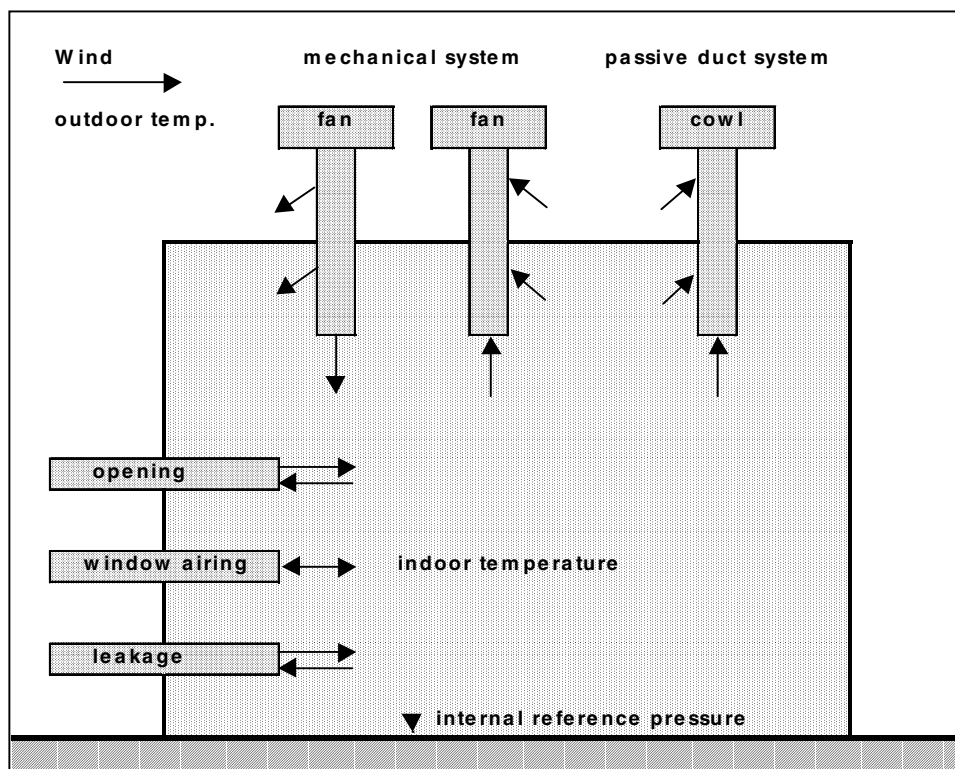 Wind
mechanical system
passive duct system
outdoor temp.
fan
fan
cowl
opening
window airing
indoor temperature
leakage
internal reference pressure